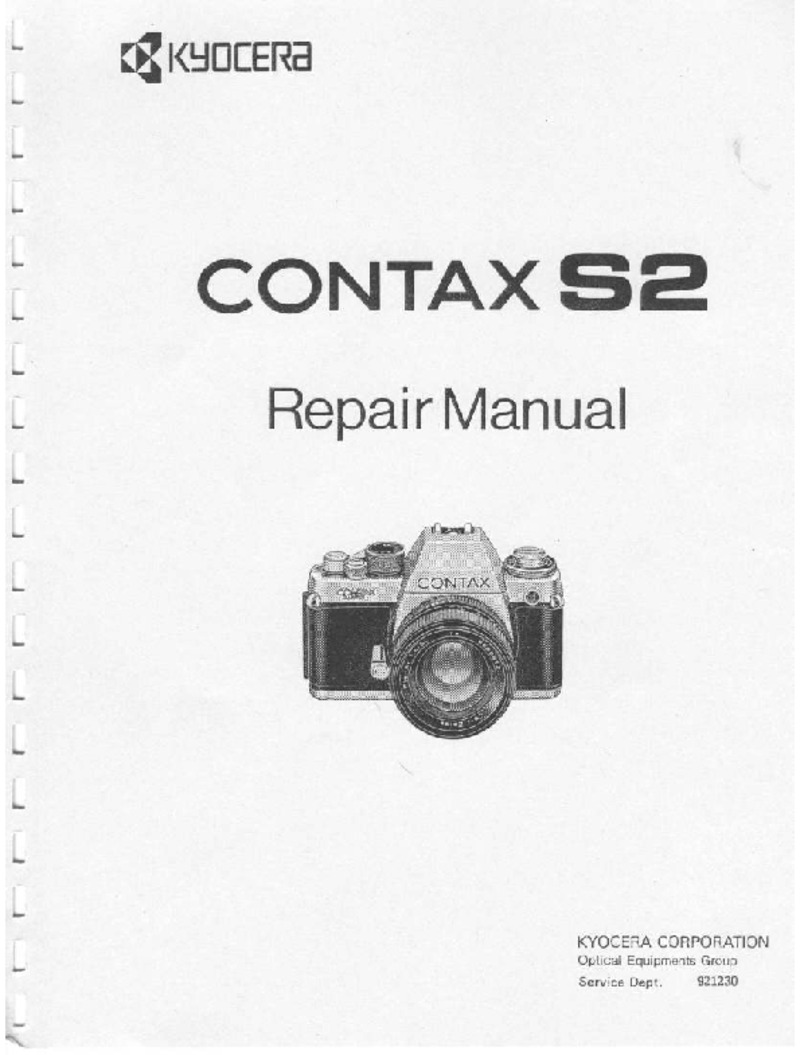 KYOCERA
CONTAX S2
Repair Manual
CONTAX
KYOCERA CORPORATION
Optical Equipments Group
Service Dept. 921230